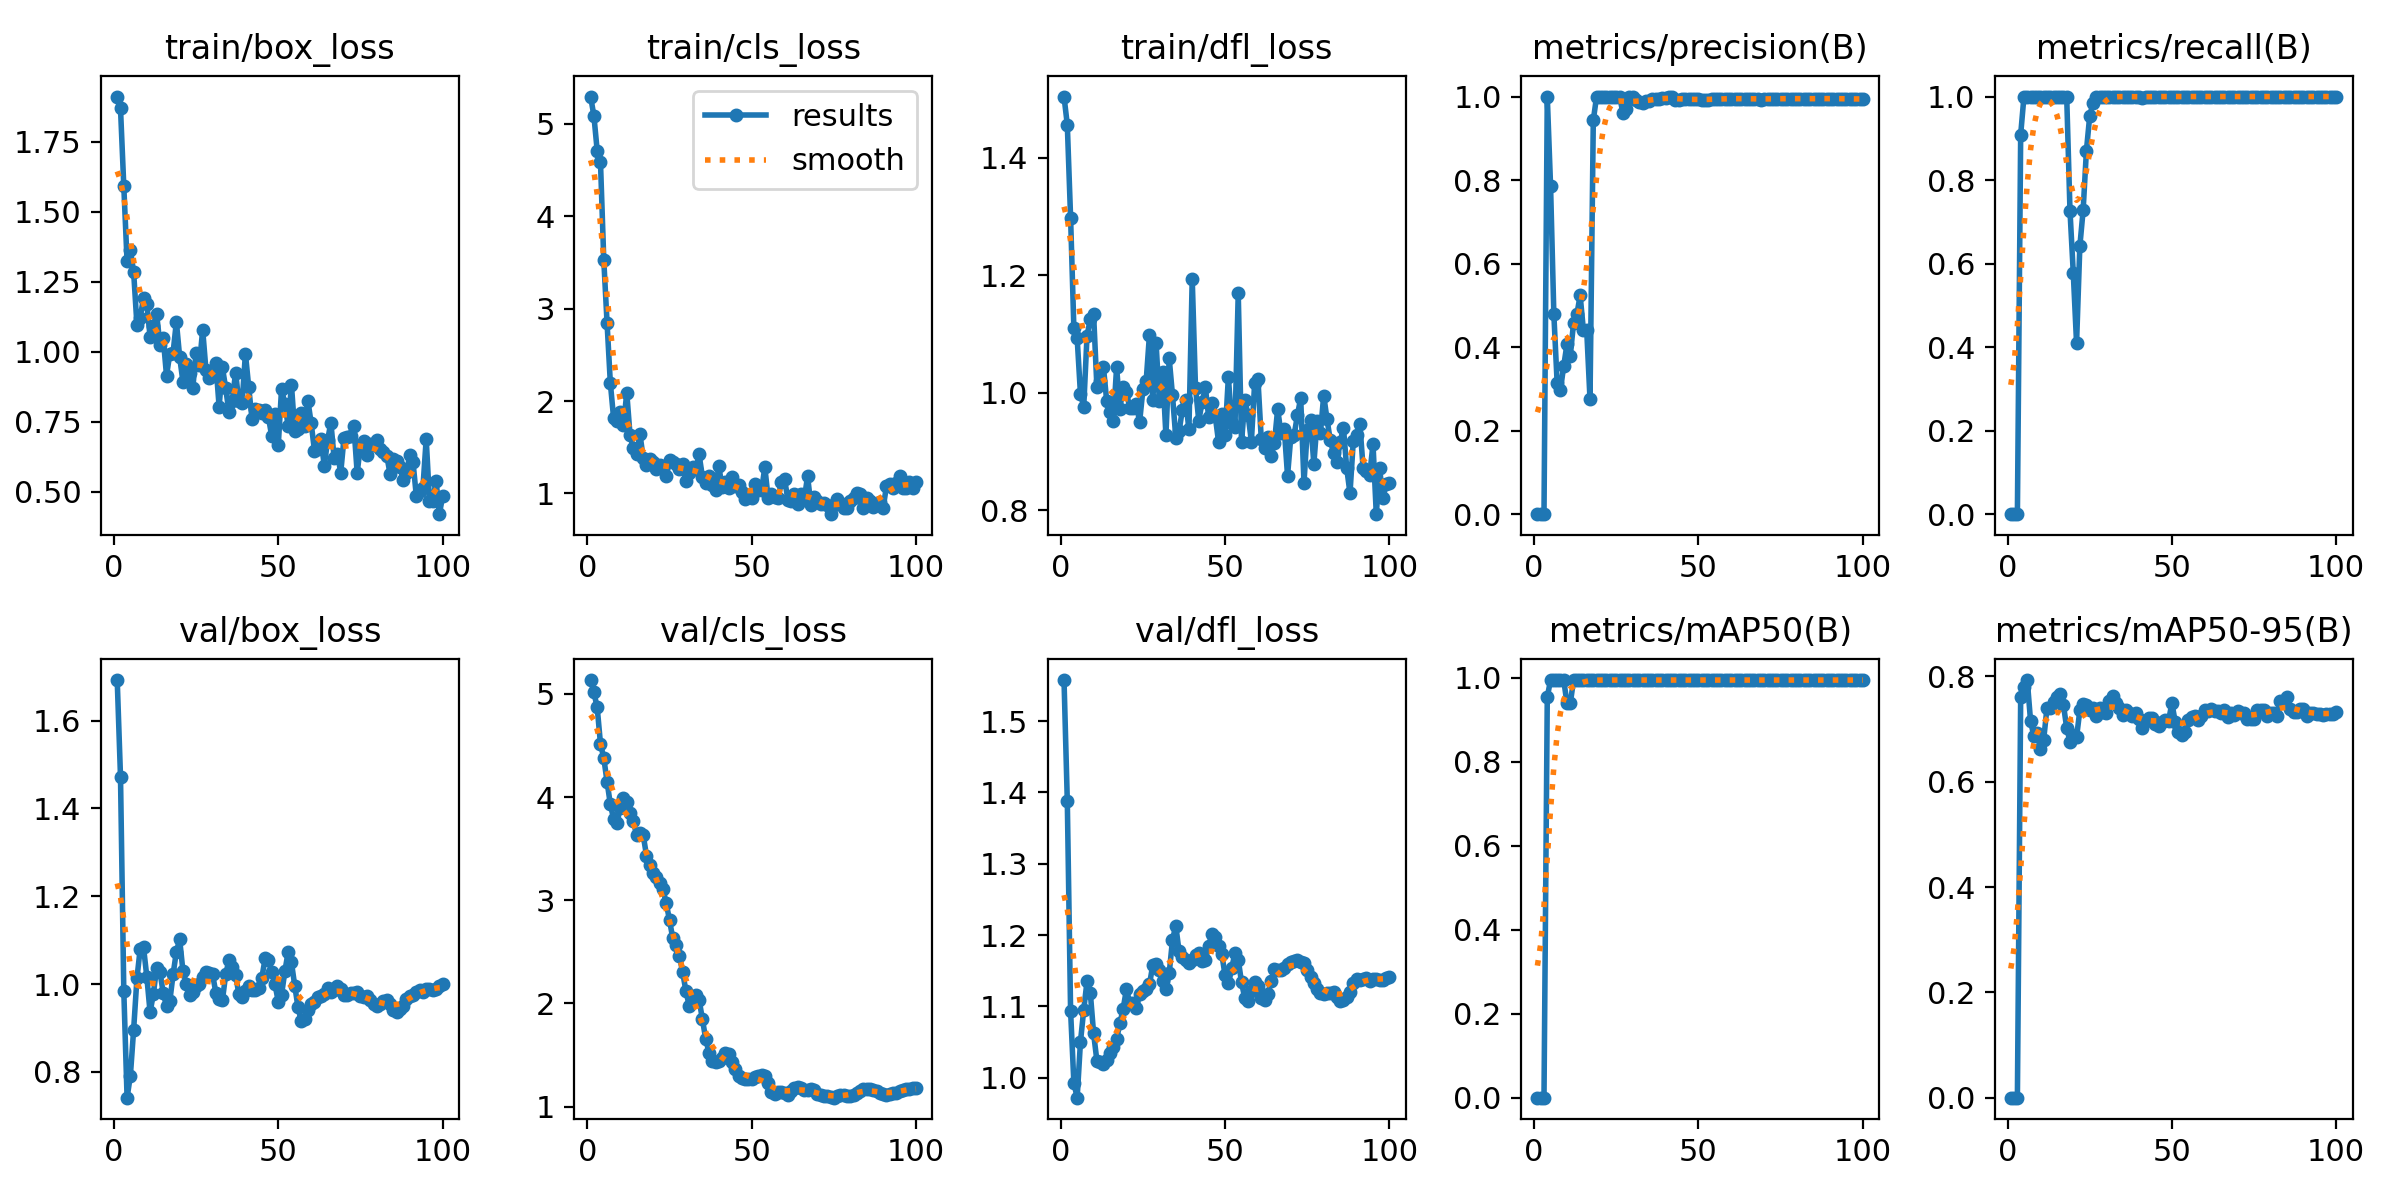 train/box_loss
1.75
1.50
1.25
1.00
0.75
0.50
0 50 100
train/cls_loss
results
smooth
5
4
3
2
1
0 50 100
train/dfl_loss
1.4
1.2
1.0
0.8
0 50 100
metrics/precision(B)
1.0
0.8
0.6
0.4
0.2
0.0
0 50 100
metrics/recall(B)
1.0
0.8
0.6
0.4
0.2
0.0
0 50 100
val/box_loss
1.6
1.4
1.2
1.0
0.8
0 50 100
val/cls_loss
5
4
3
2
1
0 50 100
val/dfl_loss
1.5
1.4
1.3
1.2
1.1
1.0
0 50 100
metrics/mAP50(B)
1.0
0.8
0.6
0.4
0.2
0.0
0 50 100
metrics/mAP50-95(B)
0.8
0.6
0.4
0.2
0.0
0 50 100